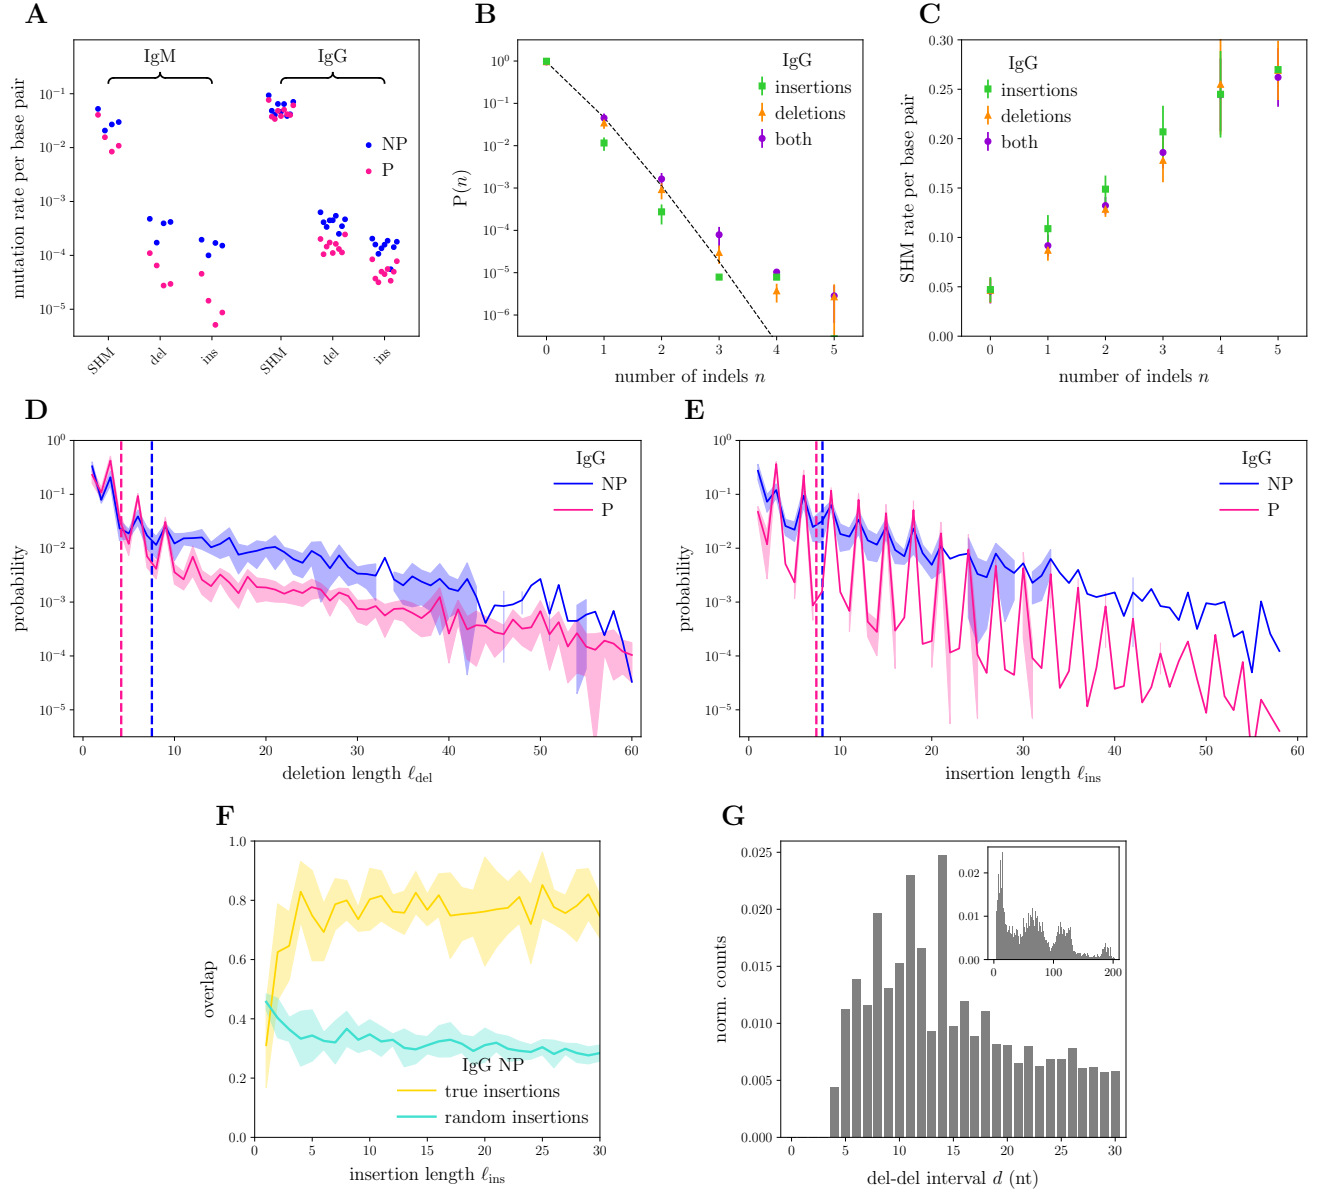 A
IgM
IgG
NP
P
mutation rate per base pair
10⁻¹
10⁻²
10⁻³
10⁻⁴
10⁻⁵
SHM
del
ins
SHM
del
ins
B
IgG
insertions
deletions
both
P(n)
10⁰
10⁻¹
10⁻²
10⁻³
10⁻⁴
10⁻⁵
10⁻⁶
0 1 2 3 4 5
number of indels n
C
IgG
insertions
deletions
both
SHM rate per base pair
0.30
0.25
0.20
0.15
0.10
0.05
0.00
0 1 2 3 4 5
number of indels n
D
IgG
NP
P
probability
10⁰
10⁻¹
10⁻²
10⁻³
10⁻⁴
10⁻⁵
0 10 20 30 40 50 60
deletion length ℓdel
E
IgG
NP
P
probability
10⁰
10⁻¹
10⁻²
10⁻³
10⁻⁴
10⁻⁵
0 10 20 30 40 50 60
insertion length ℓins
F
overlap
1.0
0.8
0.6
0.4
0.2
0.0
IgG NP
true insertions
random insertions
0 5 10 15 20 25 30
insertion length ℓins
G
norm. counts
0.025
0.020
0.015
0.010
0.005
0.000
0.02
0.01
0.00
0 100 200
0 5 10 15 20 25 30
del-del interval d (nt)